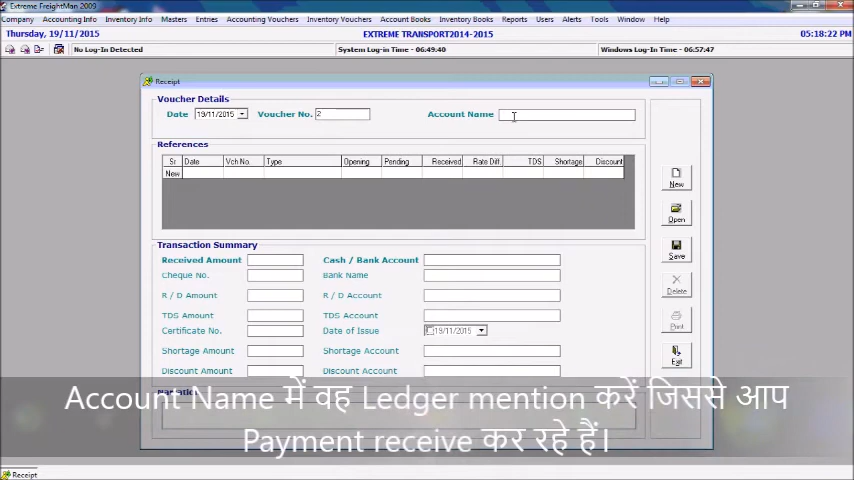 Extreme FreightMan 2009
Company Accounting Info Inventory Info Masters Entries Accounting Vouchers Inventory Vouchers Account Books Inventory Books Reports Users Alerts Tools Window Help
Thursday, 19/11/2015 EXTREME TRANSPORT2014-2015 05:18:22 PM
No Log-In Detected System Log-in Time - 06:49:40 Windows Log-In Time - 06:57:47
Receipt
Voucher Details
Date 19/11/2015 Voucher No. 2 Account Name
References
Sr Date Vch No. Type Opening Pending Received Rate Diff TDS Shortage Discount
New
New
Open
Save
Delete
Print
Exit
Transaction Summary
Received Amount Cash / Bank Account
Cheque No. Bank Name
R / D Amount R / D Account
TDS Amount TDS Account
Certificate No. Date of Issue 19/11/2015
Shortage Amount Shortage Account
Discount Amount Discount Account
Narration
Account Name में वह Ledger mention करें जिससे आप
Payment receive कर रहे हैं।
Receipt